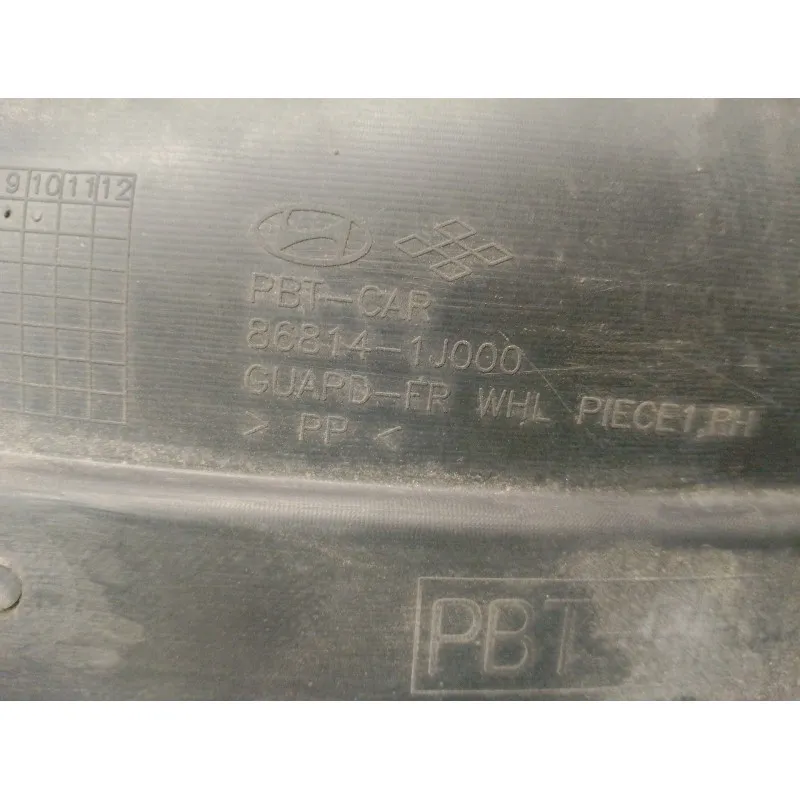 9 10 11 12
PBT-CAR
86814-1J000
GUARD-FR WHL PIECE1,RH
> PP <
PBT-